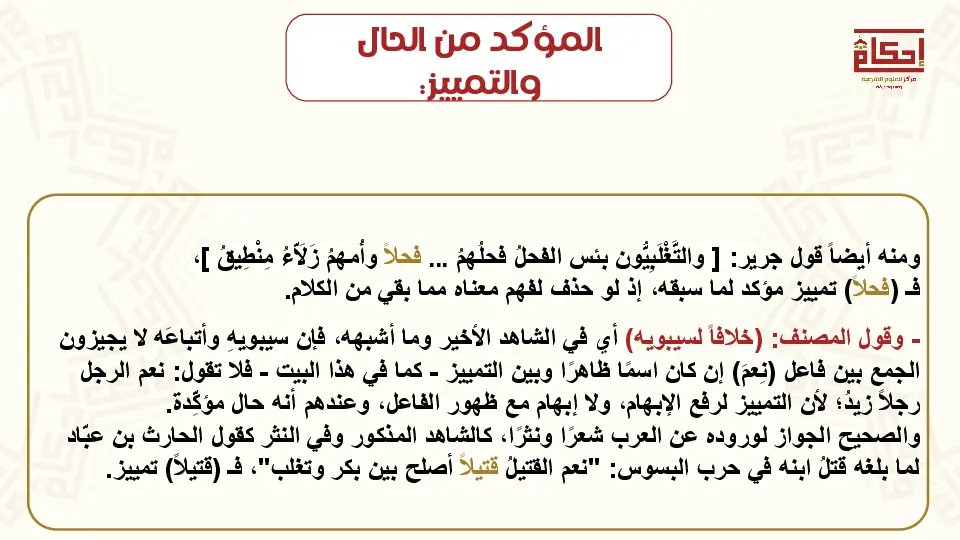 المؤكد من الحال
والتمييز:
إحكام
مركز للعلوم الشرعية
ومنه أيضاً قول جرير: [ والتَّغْلَبِيُّون بئس الفحلُ فحلُهمُ ... فحلاً وأُمهمُ زَلاَّءُ مِنْطِيقُ ]،
فـ (فحلاً) تمييز مؤكد لما سبقه، إذ لو حذف لفهم معناه مما بقي من الكلام.
- وقول المصنف: (خلافاً لسيبويه) أي في الشاهد الأخير وما أشبهه، فإن سيبويهِ وأتباعَه لا يجيزون
الجمع بين فاعل (نِعمَ) إن كان اسمًا ظاهرًا وبين التمييز - كما في هذا البيت - فلا تقول: نعم الرجل
رجلاً زيدُ؛ لأن التمييز لرفع الإبهام، ولا إبهام مع ظهور الفاعل، وعندهم أنه حال مؤكّدة.
والصحيح الجواز لوروده عن العرب شعرًا ونثرًا، كالشاهد المذكور وفي النثر كقول الحارث بن عبّاد
لما بلغه قتلُ ابنه في حرب البسوس: "نعم القتيلُ قتيلاً أصلح بين بكر وتغلب"، فـ (قتيلاً) تمييز.